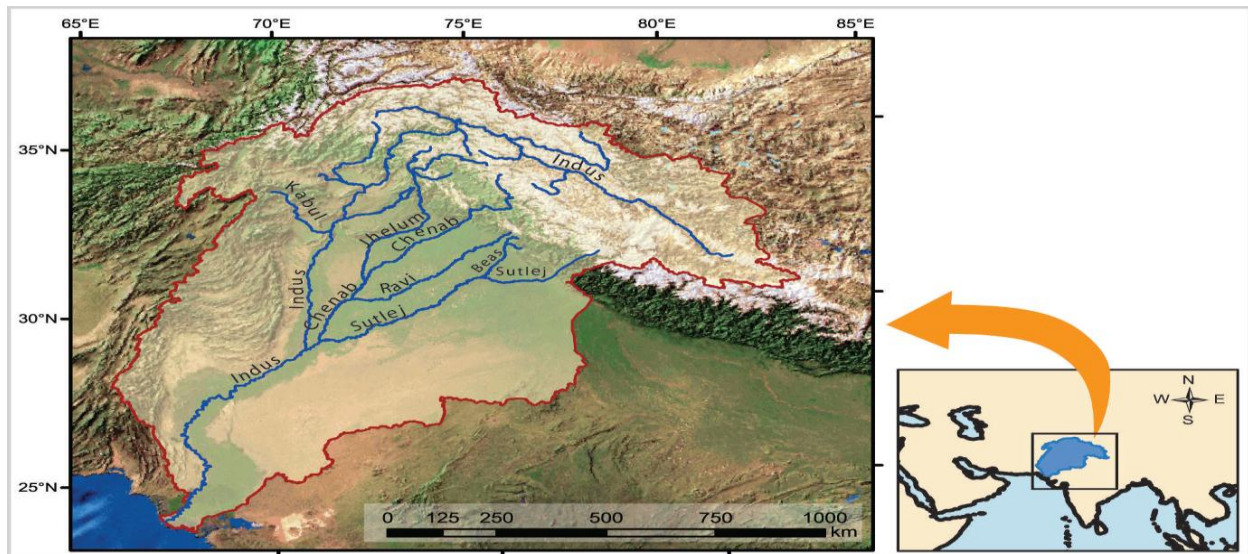 65°E 70°E 75°E 80°E 85°E
35°N
30°N
25°N
Indus
Kabul
Jhelum
Chenab
Beas
Sutlej
Ravi
Indus
Chenab
Sutlej
Indus
0 125 250 500 750 1000
km
N
W E
S